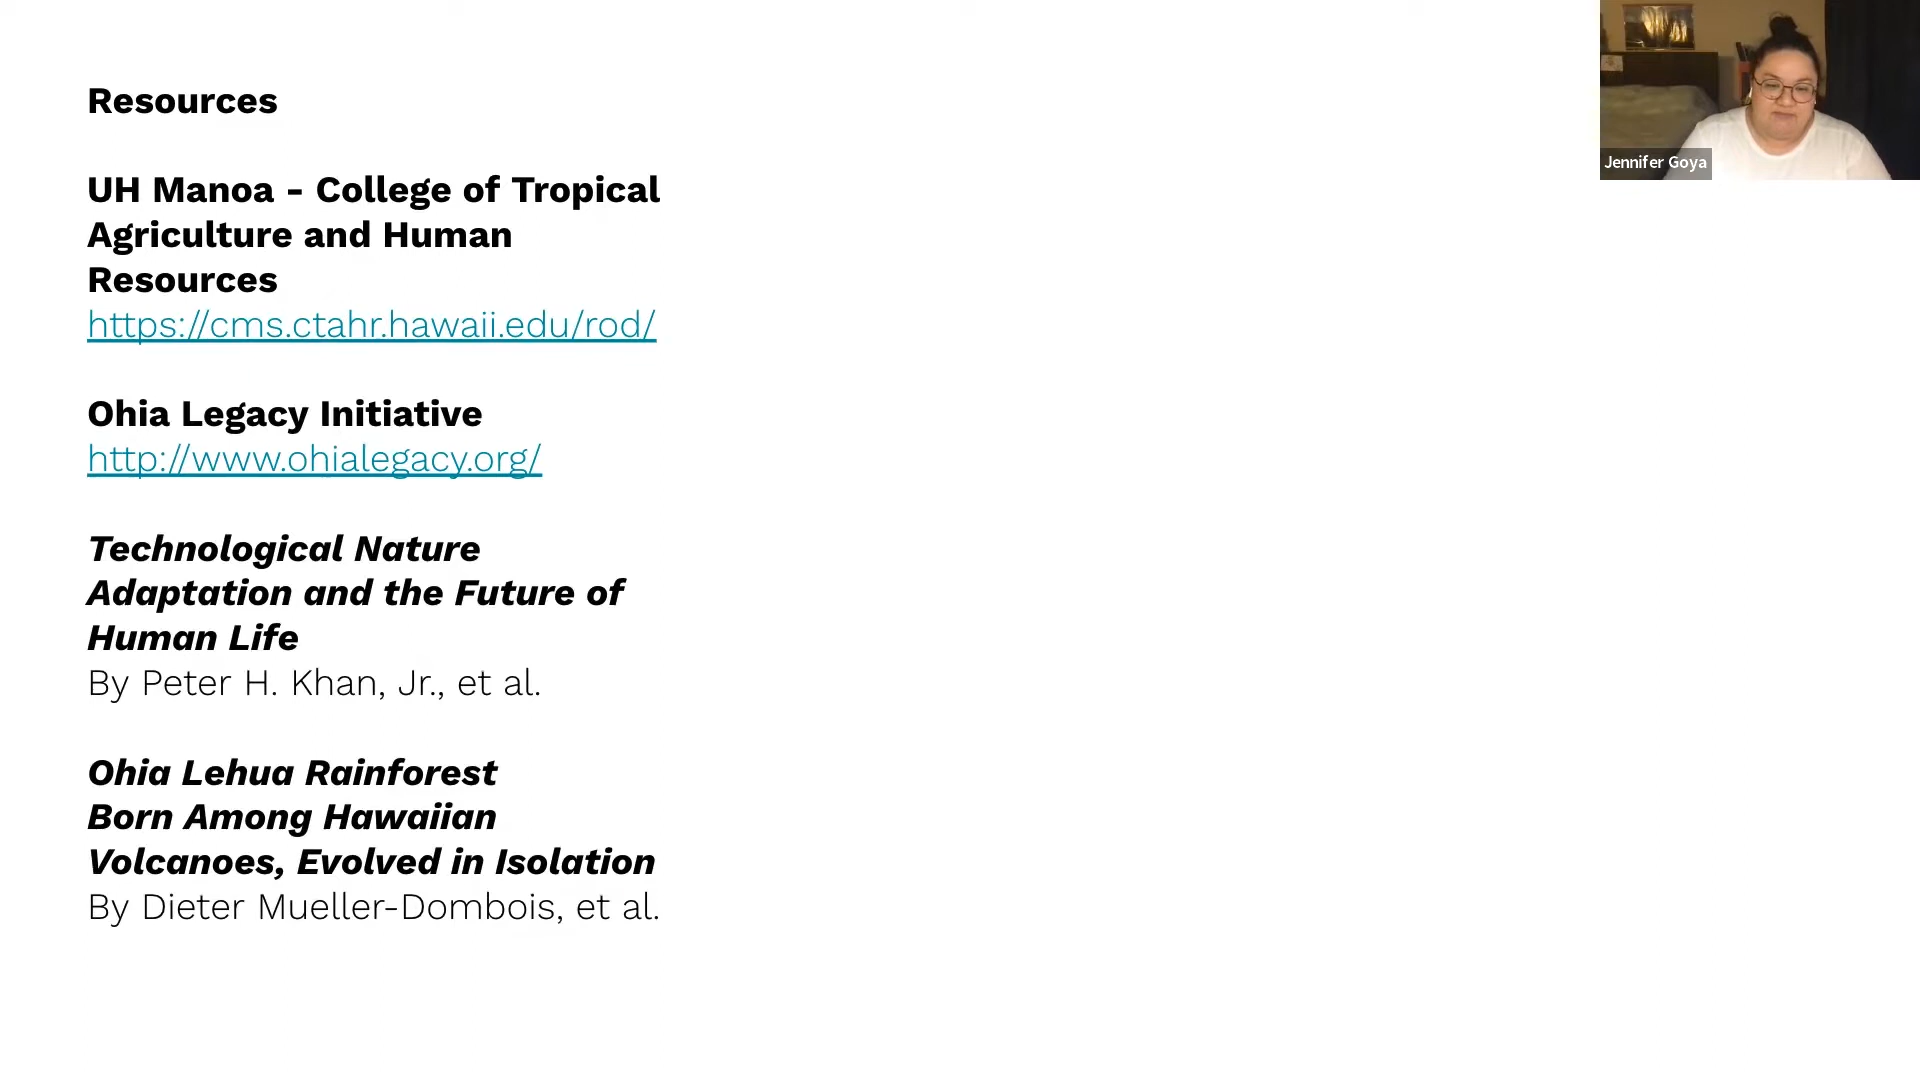 Resources
UH Manoa - College of Tropical
Agriculture and Human
Resources
https://cms.ctahr.hawaii.edu/rod/
Ohia Legacy Initiative
http://www.ohialegacy.org/
Technological Nature
Adaptation and the Future of
Human Life
By Peter H. Khan, Jr., et al.
Ohia Lehua Rainforest
Born Among Hawaiian
Volcanoes, Evolved in Isolation
By Dieter Mueller-Dombois, et al.
Jennifer Goya